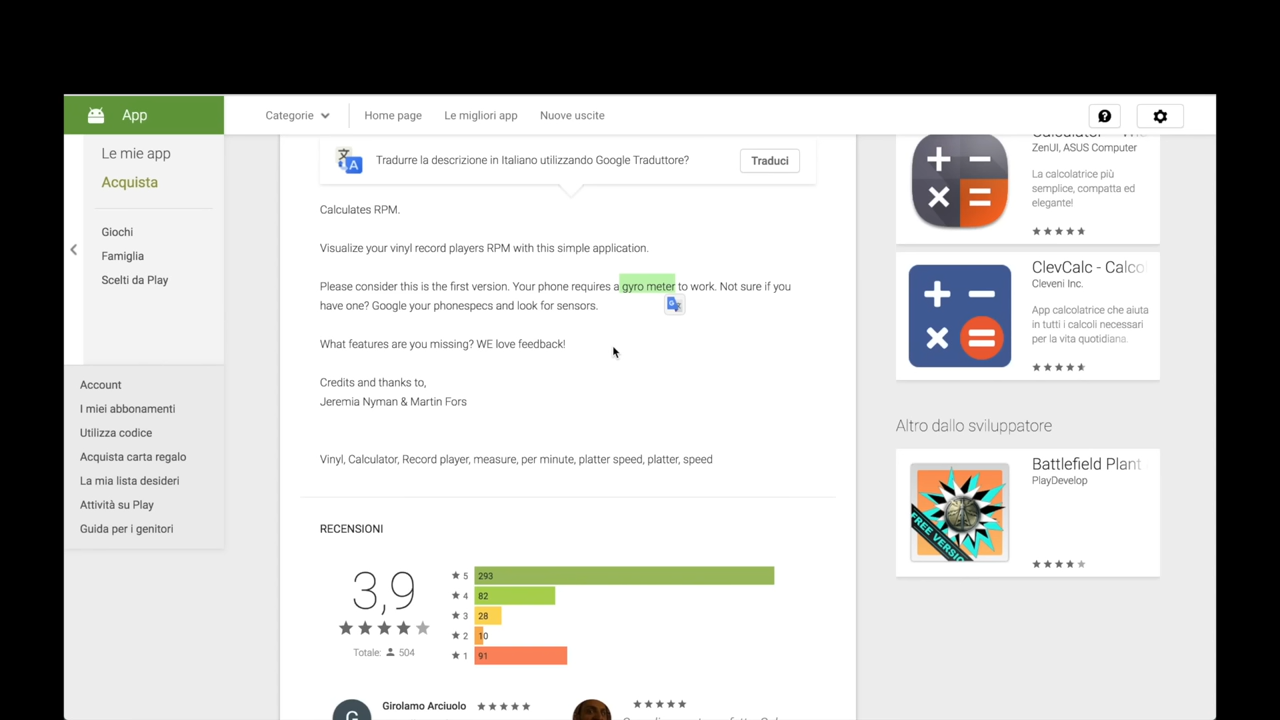 App
Categorie
Home page
Le migliori app
Nuove uscite
Le mie app
Acquista
Giochi
Famiglia
Scelti da Play
Account
I miei abbonamenti
Utilizza codice
Acquista carta regalo
La mia lista desideri
Attività su Play
Guida per i genitori
Tradurre la descrizione in Italiano utilizzando Google Traduttore?
Traduci
Calculates RPM.
Visualize your vinyl record players RPM with this simple application.
Please consider this is the first version. Your phone requires a gyro meter to work. Not sure if you
have one? Google your phonespecs and look for sensors.
What features are you missing? WE love feedback!
Credits and thanks to,
Jeremia Nyman & Martin Fors
Vinyl, Calculator, Record player, measure, per minute, platter speed, platter, speed
RECENSIONI
3,9
Totale: 504
5 293
4 82
3 28
2 10
1 91
G
Girolamo Arciuolo
ZenUI, ASUS Computer
La calcolatrice più
semplice, compatta ed
elegante!
ClevCalc - Calco
Cleveni Inc.
App calcolatrice che aiuta
in tutti i calcoli necessari
per la vita quotidiana.
Altro dallo sviluppatore
Battlefield Plant
PlayDevelop
FREE VERSIO